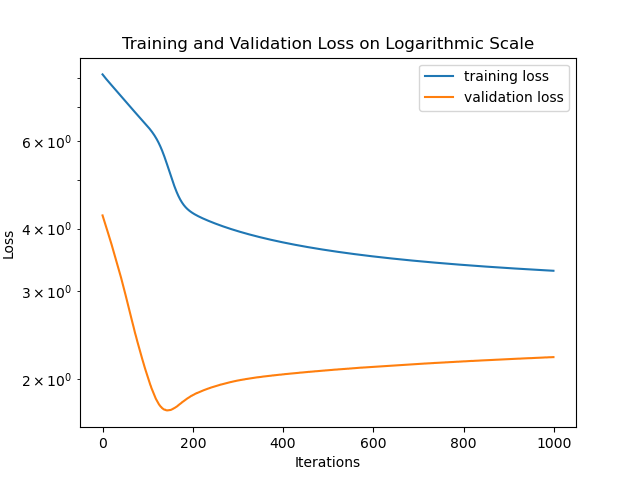 Training and Validation Loss on Logarithmic Scale
training loss
validation loss
6 × 10⁰
4 × 10⁰
3 × 10⁰
2 × 10⁰
Loss
0 200 400 600 800 1000
Iterations